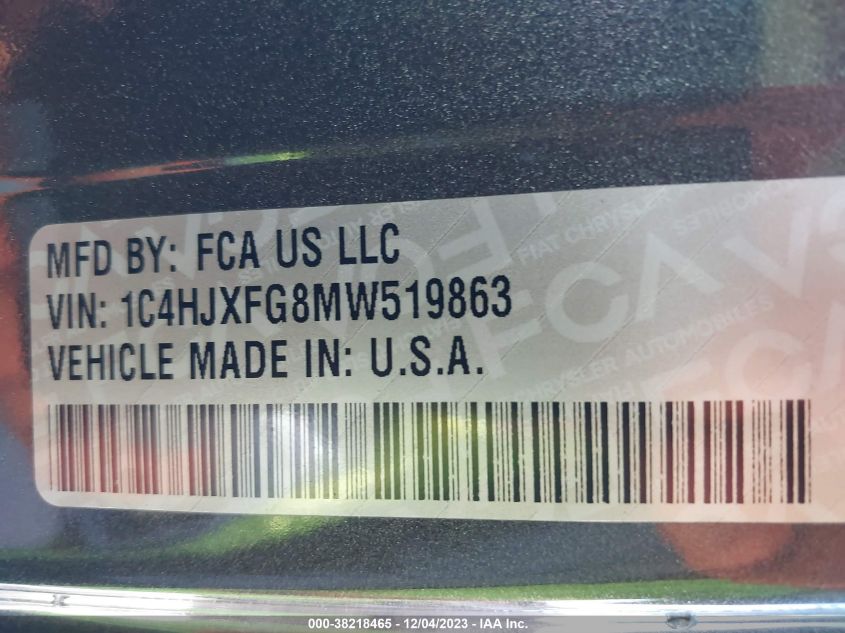 MFD BY: FCA US LLC
VIN: 1C4HJXFG8MW519863
VEHICLE MADE IN: U.S.A.
000-38218465 - 12/04/2023 - IAA Inc.